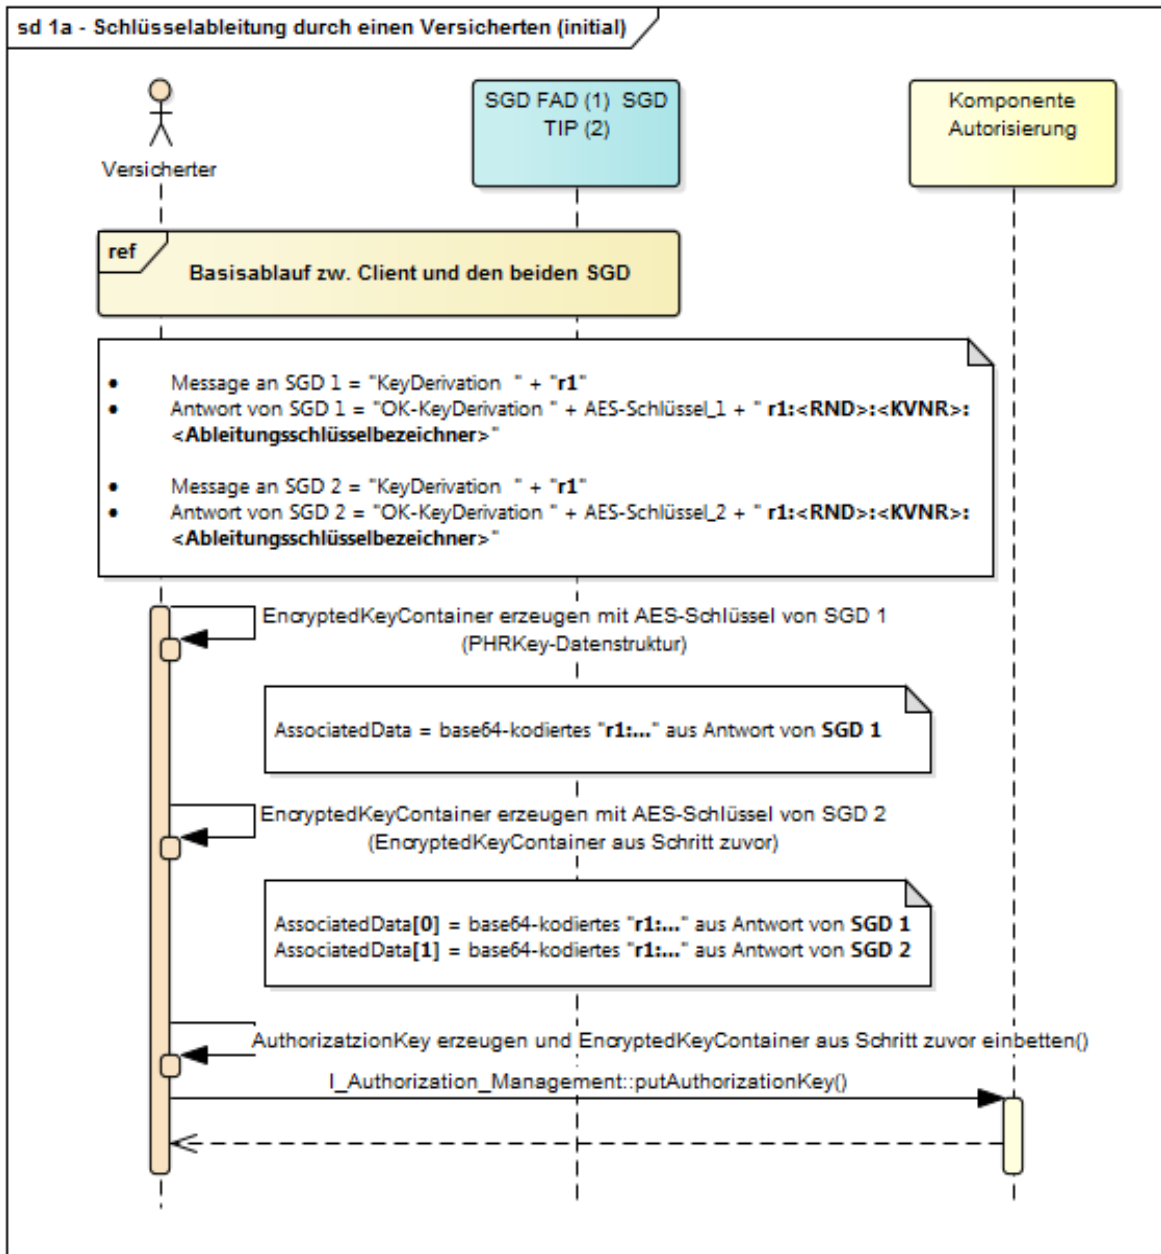 sd 1a - Schlüsselableitung durch einen Versicherten (initial)
SGD FAD (1)  SGD
TIP (2)
Komponente
Autorisierung
Versicherter
ref
Basisablauf zw. Client und den beiden SGD
• Message an SGD 1 = "KeyDerivation  " + "r1"
• Antwort von SGD 1 = "OK-KeyDerivation " + AES-Schlüssel_1 + " r1:<RND>:<KVNR>:
<Ableitungsschlüsselbezeichner>"
• Message an SGD 2 = "KeyDerivation  " + "r1"
• Antwort von SGD 2 = "OK-KeyDerivation " + AES-Schlüssel_2 + " r1:<RND>:<KVNR>:
<Ableitungsschlüsselbezeichner>"
EncryptedKeyContainer erzeugen mit AES-Schlüssel von SGD 1
(PHRKey-Datenstruktur)
AssociatedData = base64-kodiertes "r1:..." aus Antwort von SGD 1
EncryptedKeyContainer erzeugen mit AES-Schlüssel von SGD 2
(EncryptedKeyContainer aus Schritt zuvor)
AssociatedData[0] = base64-kodiertes "r1:..." aus Antwort von SGD 1
AssociatedData[1] = base64-kodiertes "r1:..." aus Antwort von SGD 2
AuthorizatzionKey erzeugen und EncryptedKeyContainer aus Schritt zuvor einbetten()
I_Authorization_Management::putAuthorizationKey()